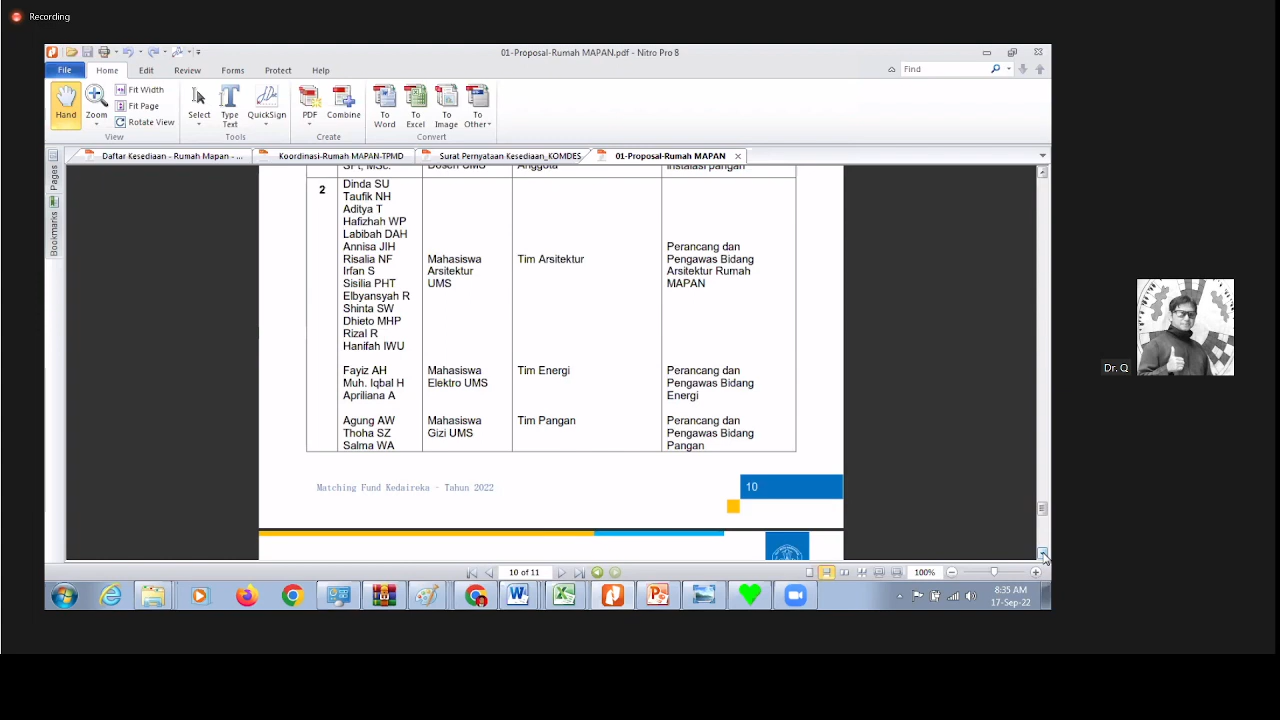 Recording
01-Proposal-Rumah MAPAN.pdf - Nitro Pro 8
File Home Edit Review Forms Protect Help
Find
Hand
Zoom
Fit Width
Fit Page
Rotate View
View
Select
Type Text
QuickSign
Tools
PDF
Combine
Create
To Word
To Excel
To Image
To Other
Convert
Daftar Kesediaan - Rumah Mapan - ...
Koordinasi-Rumah MAPAN-TPMD
Surat Pernyataan Kesediaan_KOMDES
01-Proposal-Rumah MAPAN
Pages
Bookmarks
SPt, MSc. Dosen UMS Anggota Instalasi pangan
2
Dinda SU
Taufik NH
Aditya T
Hafizhah WP
Labibah DAH
Annisa JIH
Risalia NF
Irfan S
Sisilia PHT
Elbyansyah R
Shinta SW
Dhieto MHP
Rizal R
Hanifah IWU
Mahasiswa
Arsitektur
UMS
Tim Arsitektur
Perancang dan
Pengawas Bidang
Arsitektur Rumah
MAPAN
Fayiz AH
Muh. Iqbal H
Apriliana A
Mahasiswa
Elektro UMS
Tim Energi
Perancang dan
Pengawas Bidang
Energi
Agung AW
Thoha SZ
Salma WA
Mahasiswa
Gizi UMS
Tim Pangan
Perancang dan
Pengawas Bidang
Pangan
Matching Fund Kedaireka - Tahun 2022
10
10 of 11
100%
8:35 AM
17-Sep-22
Dr. Q